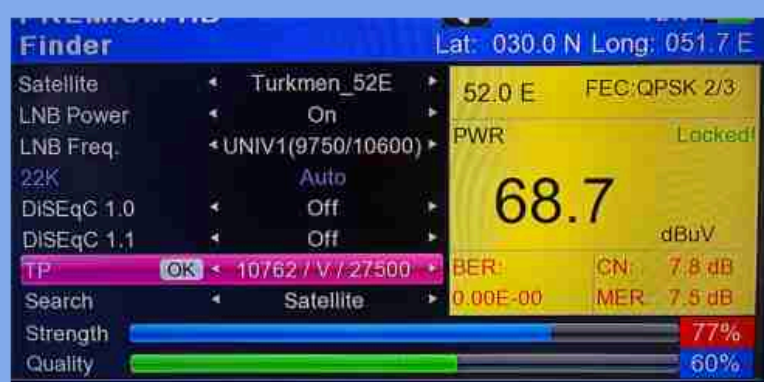 Finder
Lat: 030.0 N Long: 051.7 E
Satellite Turkmen_52E
LNB Power On
LNB Freq. UNIV1(9750/10600)
22K Auto
DiSEqC 1.0 Off
DiSEqC 1.1 Off
TP OK 10762 / V / 27500
Search Satellite
52.0 E FEC:QPSK 2/3
PWR Locked!
68.7
dBuV
BER: CN: 7.8 dB
0.00E-00 MER: 7.5 dB
Strength 77%
Quality 60%